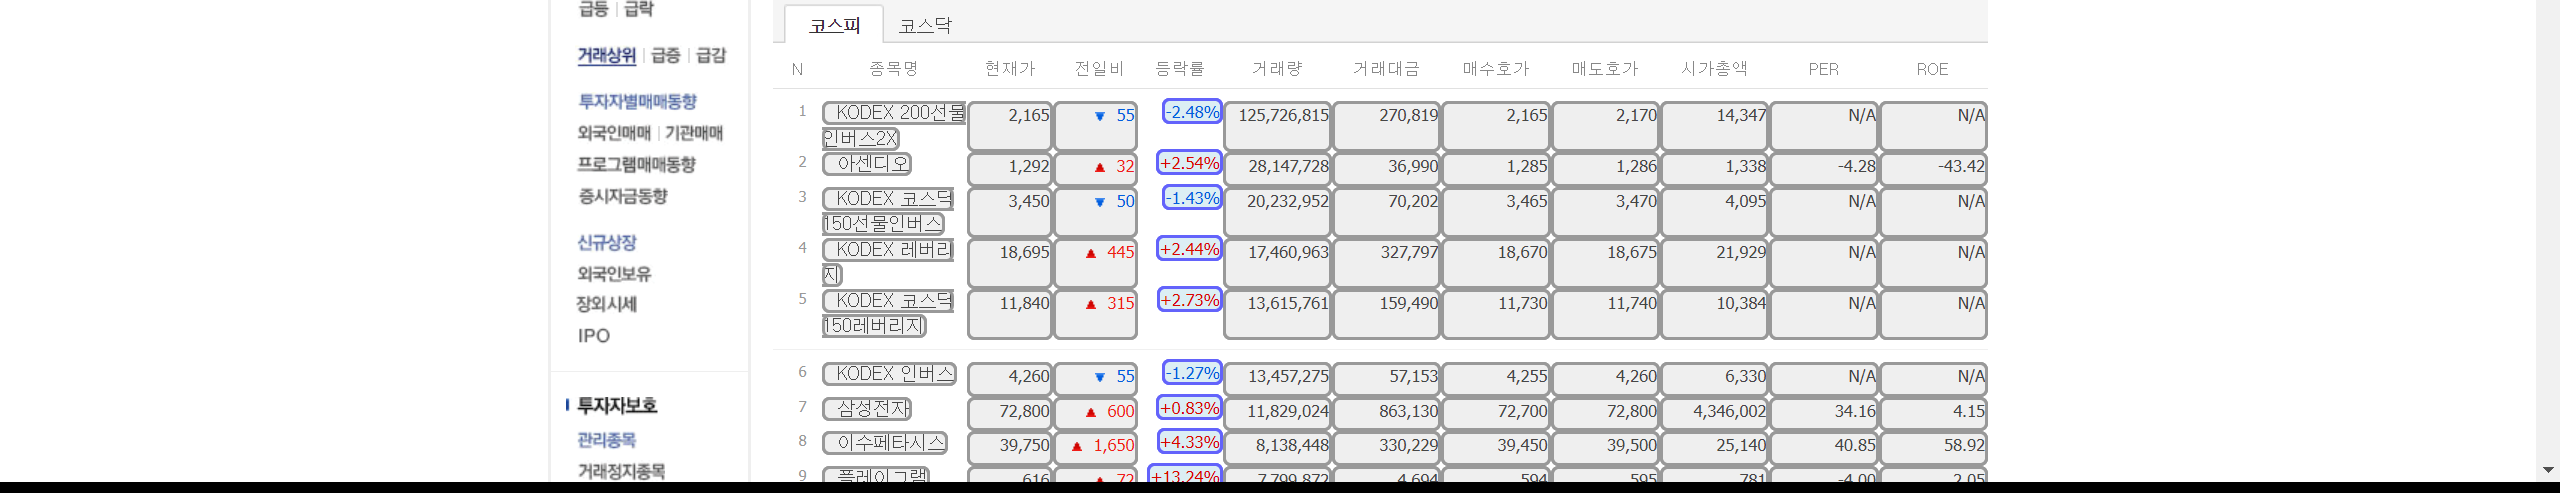 급등 | 급락
거래상위 | 급증 | 급감
투자자별매매동향
외국인매매 | 기관매매
프로그램매매동향
증시자금동향
신규상장
외국인보유
장외시세
IPO
투자자보호
관리종목
거래정지종목
코스피 코스닥
N 종목명 현재가 전일비 등락률 거래량 거래대금 매수호가 매도호가 시가총액 PER ROE
1 KODEX 200선물 2,165 ▼ 55 -2.48% 125,726,815 270,819 2,165 2,170 14,347 N/A N/A
인버스2X
2 아센디오 1,292 ▲ 32 +2.54% 28,147,728 36,990 1,285 1,286 1,338 -4.28 -43.42
3 KODEX 코스닥 3,450 ▼ 50 -1.43% 20,232,952 70,202 3,465 3,470 4,095 N/A N/A
150선물인버스
4 KODEX 레버리 18,695 ▲ 445 +2.44% 17,460,963 327,797 18,670 18,675 21,929 N/A N/A
지
5 KODEX 코스닥 11,840 ▲ 315 +2.73% 13,615,761 159,490 11,730 11,740 10,384 N/A N/A
150레버리지
6 KODEX 인버스 4,260 ▼ 55 -1.27% 13,457,275 57,153 4,255 4,260 6,330 N/A N/A
7 삼성전자 72,800 ▲ 600 +0.83% 11,829,024 863,130 72,700 72,800 4,346,002 34.16 4.15
8 이수페타시스 39,750 ▲ 1,650 +4.33% 8,138,448 330,229 39,450 39,500 25,140 40.85 58.92
9 플레이그램 616 ▲ 72 +13.24% 7,799,872 4,694 594 595 781 -4.00 2.05